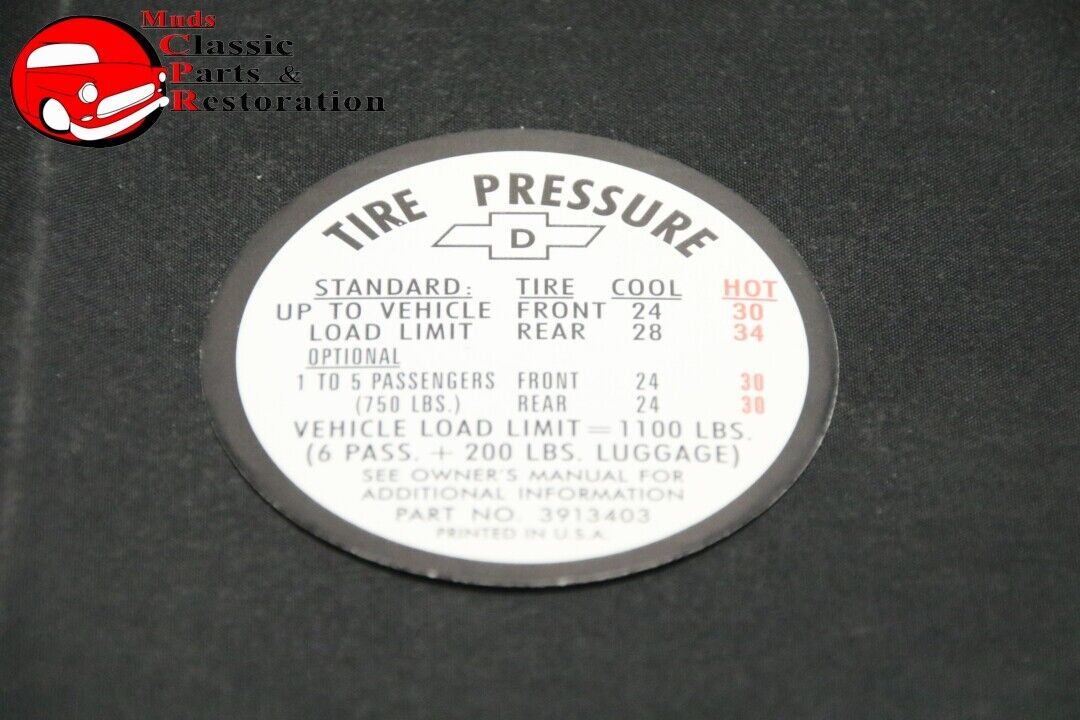 Muds
Classic
Parts &
Restoration
TIRE PRESSURE
D
STANDARD: TIRE COOL HOT
UP TO VEHICLE FRONT 24 30
LOAD LIMIT REAR 28 34
OPTIONAL
1 TO 5 PASSENGERS FRONT 24 30
(750 LBS.) REAR 24 30
VEHICLE LOAD LIMIT = 1100 LBS.
(6 PASS. + 200 LBS. LUGGAGE)
SEE OWNER'S MANUAL FOR
ADDITIONAL INFORMATION
PART NO. 3913403
PRINTED IN U.S.A.